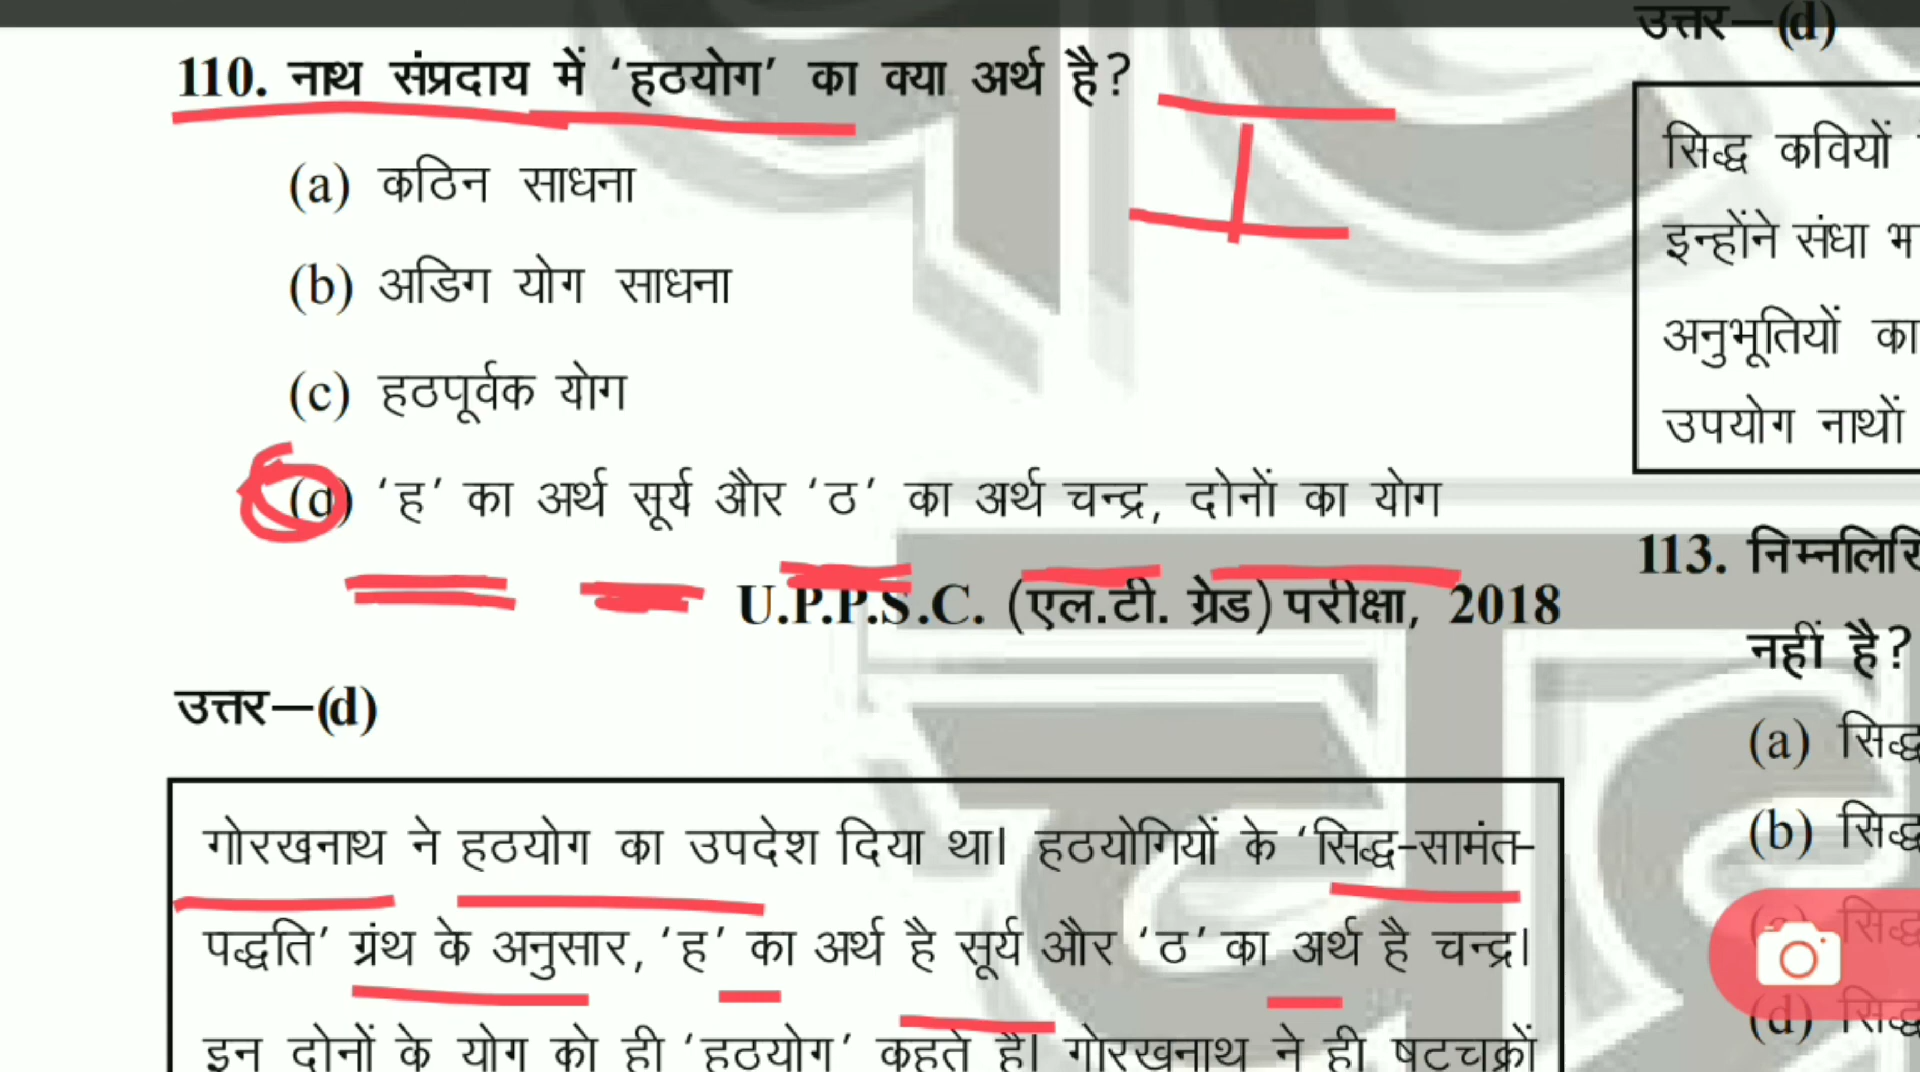 110. नाथ संप्रदाय में ‘हठयोग’ का क्या अर्थ है?
(a) कठिन साधना
(b) अडिग योग साधना
(c) हठपूर्वक योग
(d) ‘ह’ का अर्थ सूर्य और ‘ठ’ का अर्थ चन्द्र, दोनों का योग
U.P.P.S.C. (एल.टी. ग्रेड) परीक्षा, 2018
उत्तर—(d)
गोरखनाथ ने हठयोग का उपदेश दिया था। हठयोगियों के ‘सिद्ध-सामंत-
पद्धति’ ग्रंथ के अनुसार, ‘ह’ का अर्थ है सूर्य और ‘ठ’ का अर्थ है चन्द्र।
इन दोनों के योग को ही ‘हठयोग’ कहते हैं। गोरखनाथ ने ही षटचक्रों
उत्तर—(d)
सिद्ध कवियों
इन्होंने संधा
अनुभूतियों का
उपयोग नाथों
113.
नहीं है?
(a) सिद्ध
(b) सिद्ध
सिद्ध
(d) सिद्ध